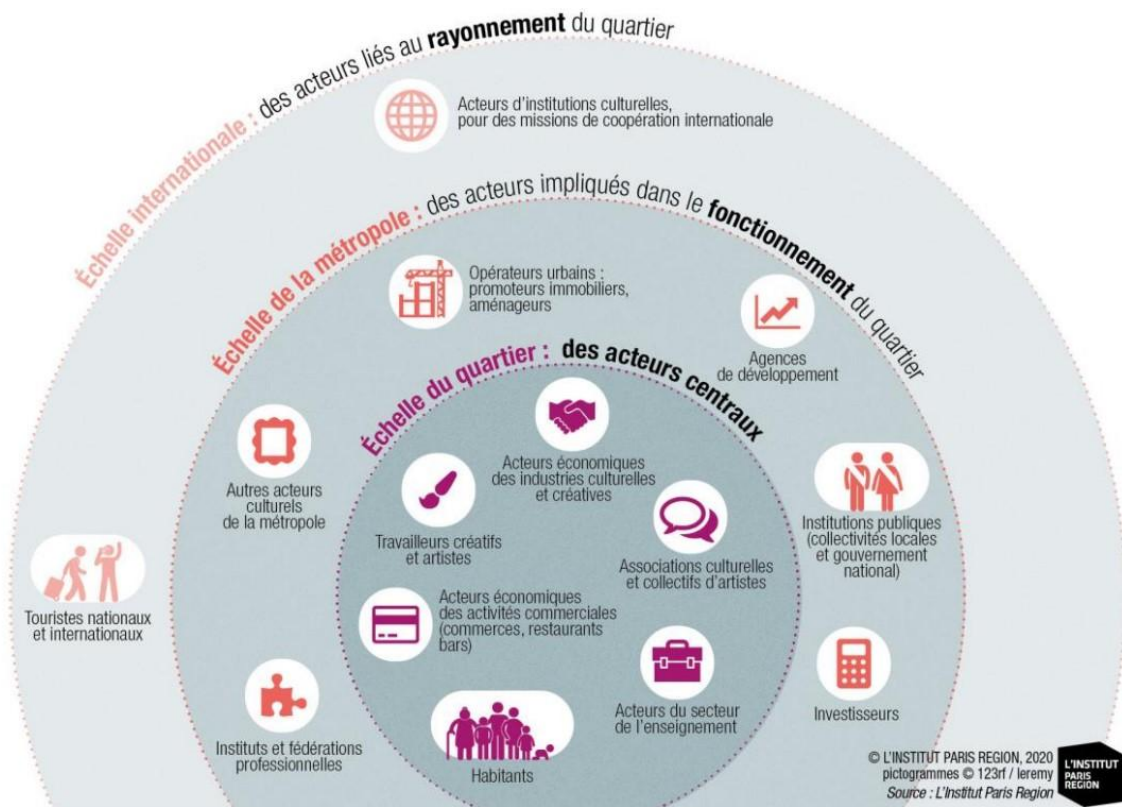 Échelle internationale : des acteurs liés au rayonnement du quartier
Acteurs d'institutions culturelles,
pour des missions de coopération internationale
Échelle de la métropole : des acteurs impliqués dans le fonctionnement du quartier
Opérateurs urbains :
promoteurs immobiliers,
aménageurs
Agences
de développement
Échelle du quartier : des acteurs centraux
Acteurs économiques
des industries culturelles
et créatives
Autres acteurs
culturels
de la métropole
Travailleurs créatifs
et artistes
Associations culturelles
et collectifs d'artistes
Institutions publiques
(collectivités locales
et gouvernement
national)
Touristes nationaux
et internationaux
Acteurs économiques
des activités commerciales
(commerces, restaurants
bars)
Instituts et fédérations
professionnelles
Habitants
Acteurs du secteur
de l'enseignement
Investisseurs
© L'INSTITUT PARIS REGION, 2020
pictogrammes © 123rf / leremy
Source : L'Institut Paris Region
L'INSTITUT
PARIS
REGION